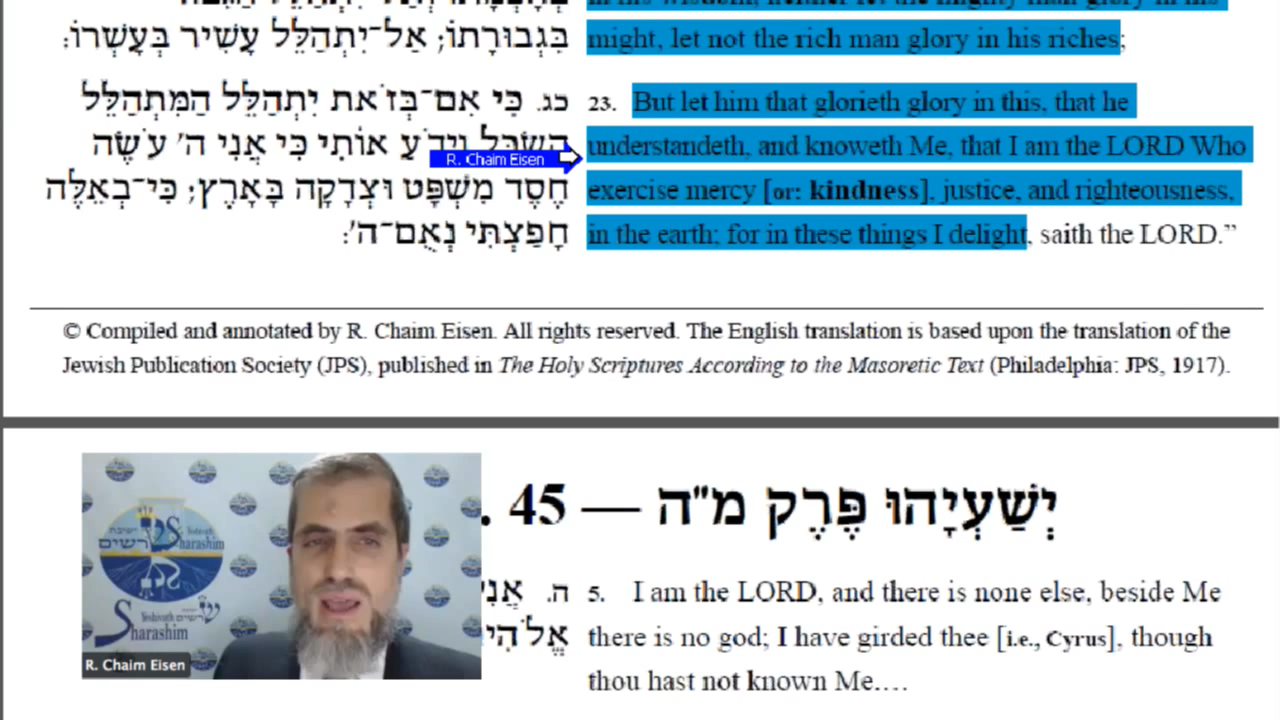 בִּגְבוּרָתוֹ; אַל־יִתְהַלֵּל עָשִׁיר בְּעָשְׁרוֹ:
might, let not the rich man glory in his riches;
כג. כִּי אִם־בְּזֹאת יִתְהַלֵּל הַמִּתְהַלֵּל
23. But let him that glorieth glory in this, that he
אוֹתִי כִּי אֲנִי ה' עֹשֶׂה
R. Chaim Eisen
understandeth, and knoweth Me, that I am the LORD Who
חֶסֶד מִשְׁפָּט וּצְדָקָה בָּאָרֶץ; כִּי־בְאֵלֶּה
exercise mercy [or: kindness], justice, and righteousness,
חָפַצְתִּי נְאֻם־ה':
in the earth; for in these things I delight, saith the LORD.”
© Compiled and annotated by R. Chaim Eisen. All rights reserved. The English translation is based upon the translation of the
Jewish Publication Society (JPS), published in The Holy Scriptures According to the Masoretic Text (Philadelphia: JPS, 1917).
. 45 — יְשַׁעְיָהוּ פֶּרֶק מ"ה
ה.
5. I am the LORD, and there is none else, beside Me
there is no god; I have girded thee [i.e., Cyrus], though
thou hast not known Me….
ישיבת
שרשים
Yeshivath
Sharashim
Yeshivath שרשים
Sharashim
R. Chaim Eisen